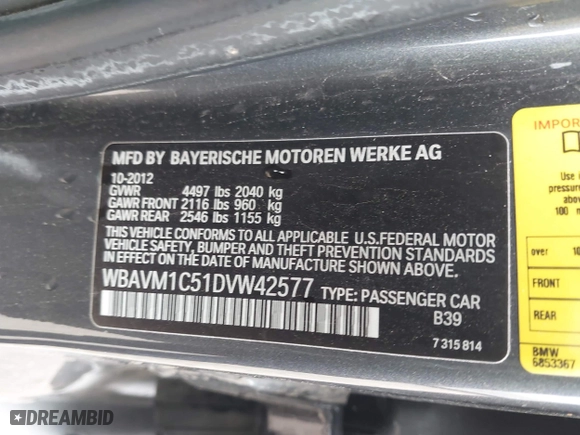 MFD BY BAYERISCHE MOTOREN WERKE AG
10-2012
GVWR 4497 lbs 2040 kg
GAWR FRONT 2116 lbs 960 kg
GAWR REAR 2546 lbs 1155 kg
THIS VEHICLE CONFORMS TO ALL APPLICABLE U.S.FEDERAL MOTOR
VEHICLE SAFETY, BUMPER AND THEFT PREVENTION STANDARDS
IN EFFECT ON THE DATE OF MANUFACTURE SHOWN ABOVE.
WBAVM1C51DVW42577 TYPE: PASSENGER CAR
B39
7 315 814
over
FRONT
REAR
BMW
6853367
DREAMBID